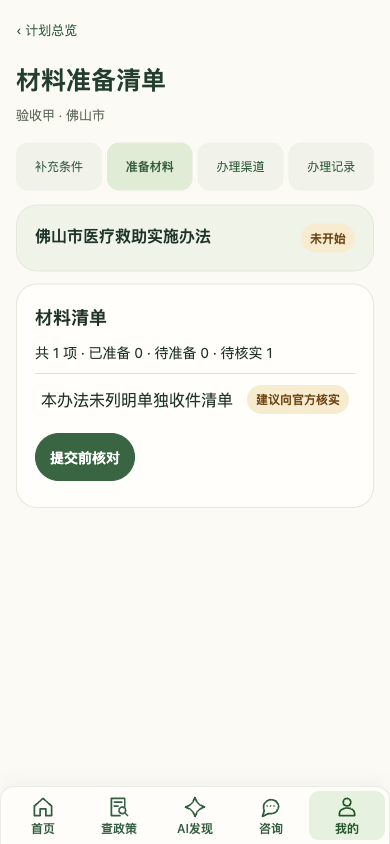 ‹ 计划总览
材料准备清单
验收甲 · 佛山市
补充条件 准备材料 办理渠道 办理记录
佛山市医疗救助实施办法 未开始
材料清单
共 1 项 · 已准备 0 · 待准备 0 · 待核实 1
本办法未列明单独收件清单 建议向官方核实
提交前核对
首页 查政策 AI发现 咨询 我的